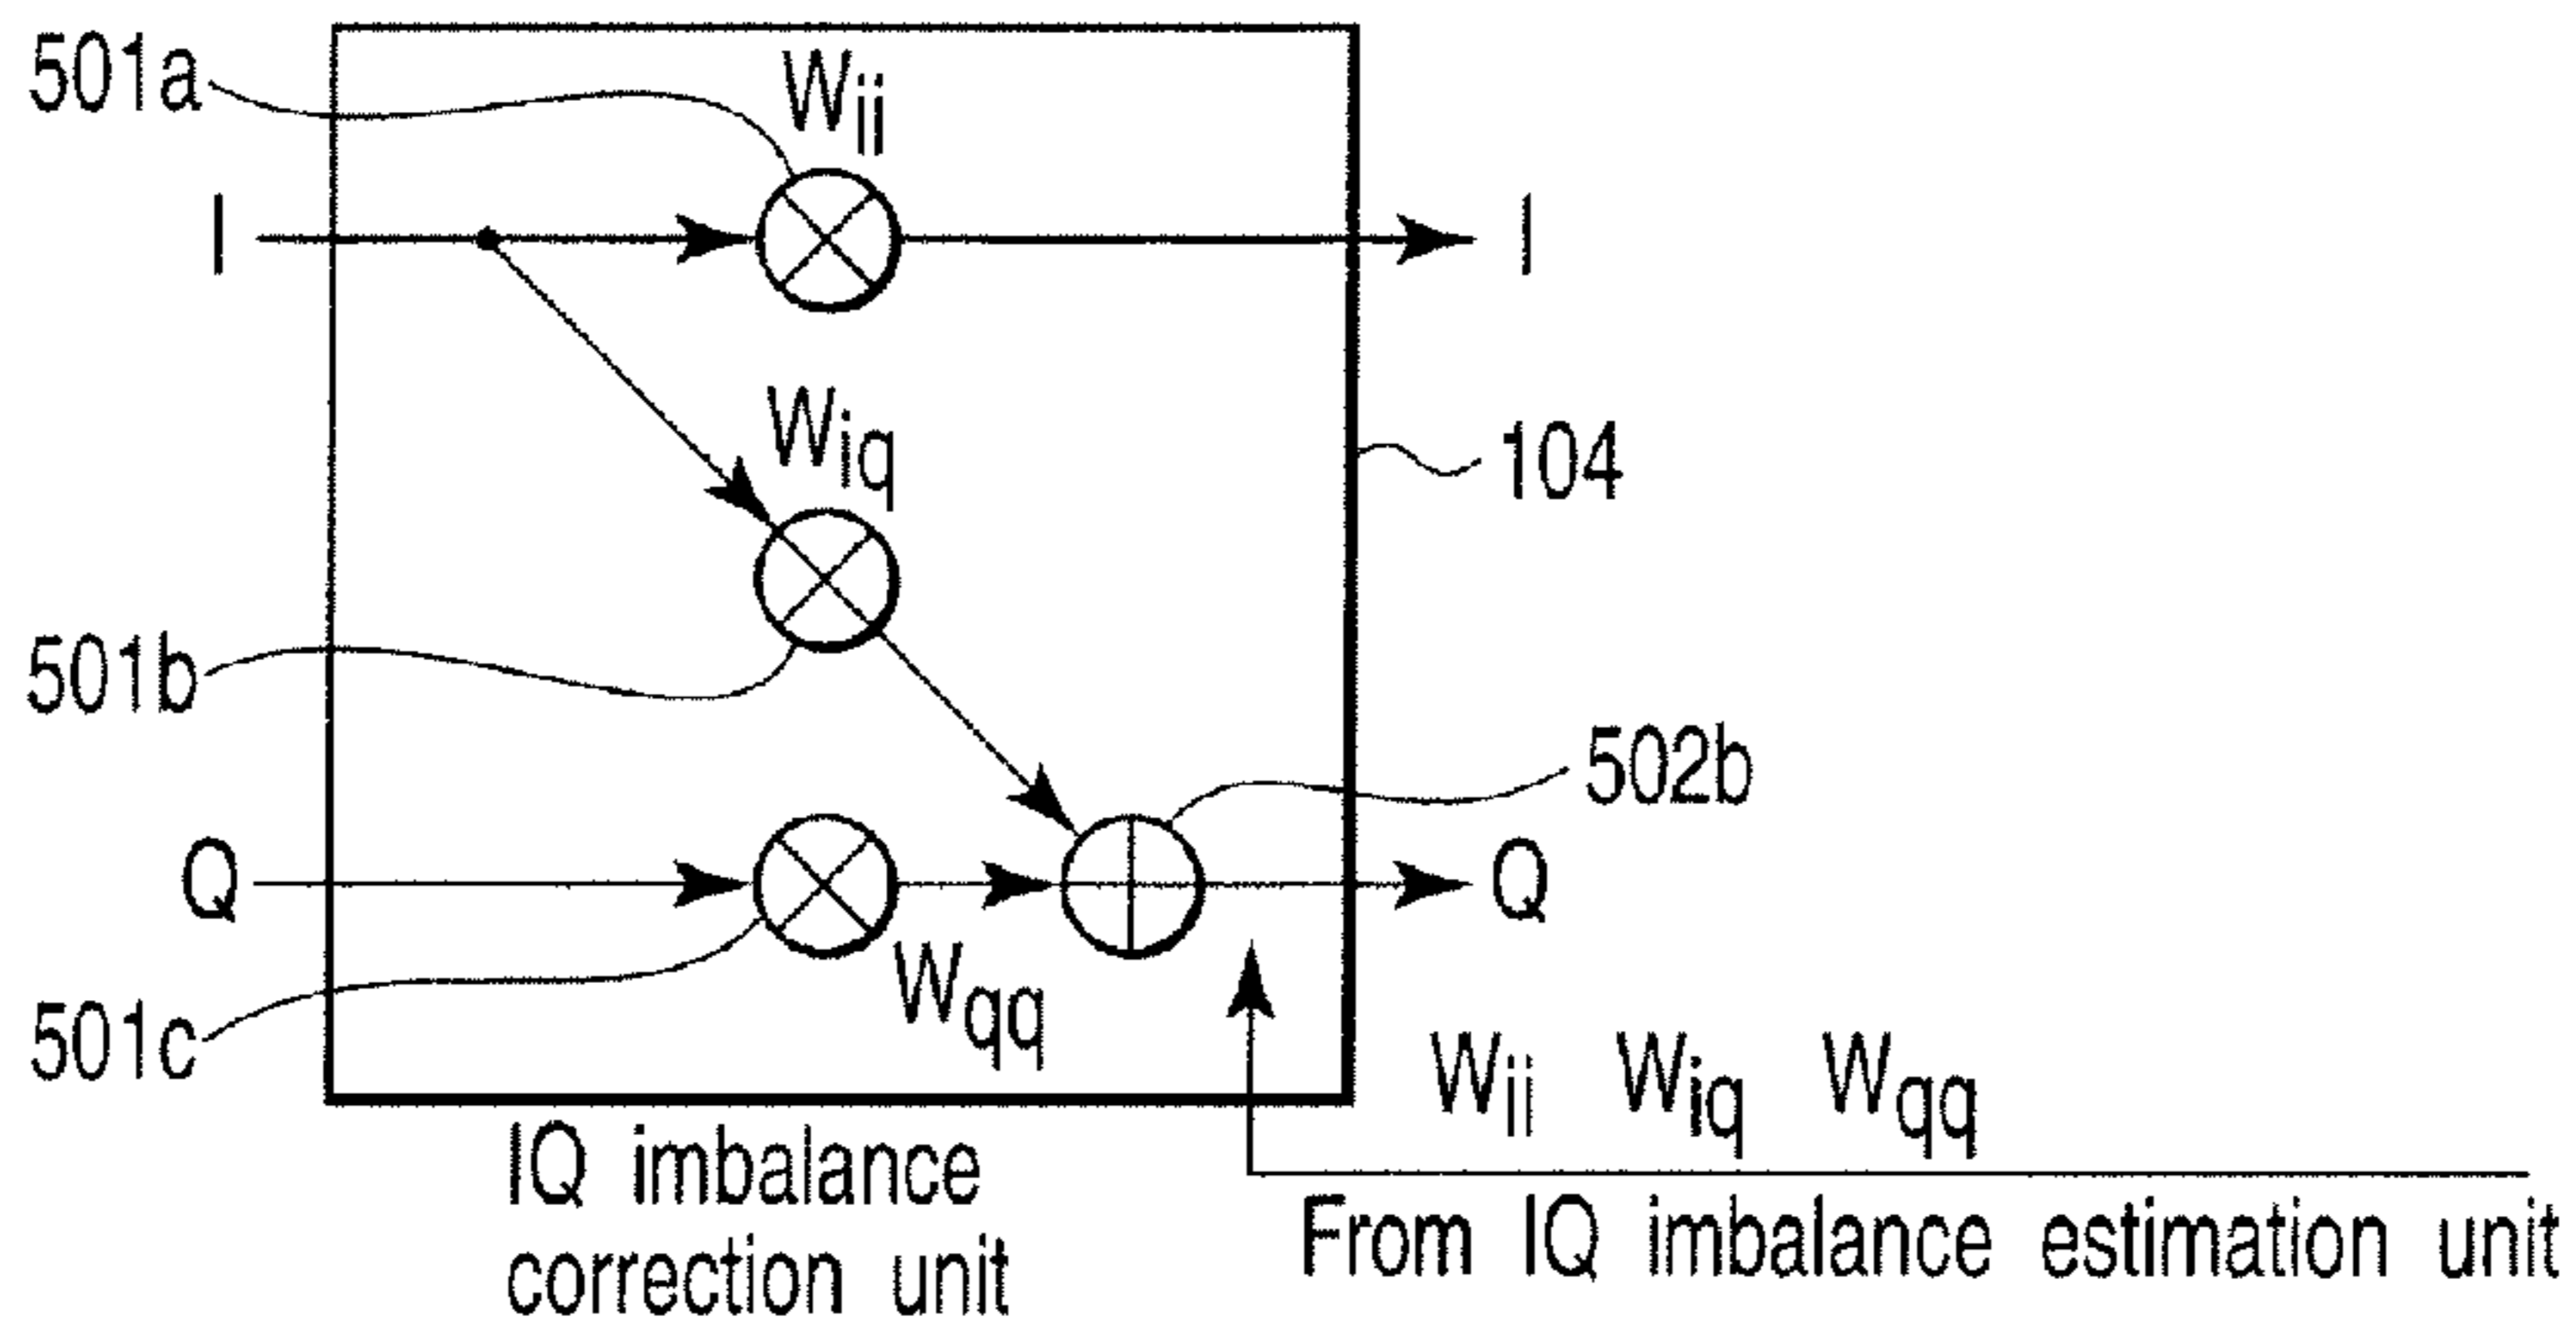 501a
Wii
I
I
Wiq
104
501b
502b
Q
Q
Wqq
501c
Wii Wiq Wqq
IQ imbalance
correction unit
From IQ imbalance estimation unit